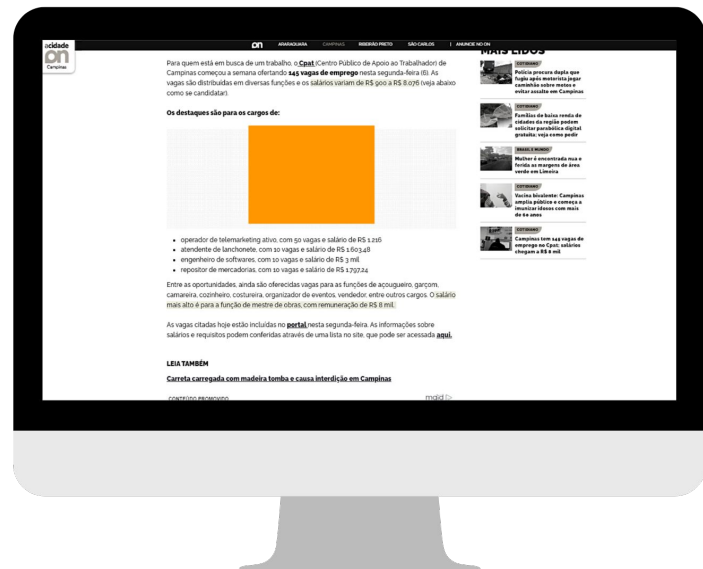 acidade
on
Campinas
on ARARAQUARA CAMPINAS RIBEIRÃO PRETO SÃO CARLOS | ANUNCIE NO ON
Para quem está em busca de um trabalho, o Cpat (Centro Público de Apoio ao Trabalhador) de
Campinas começou a semana ofertando 145 vagas de emprego nesta segunda-feira (6). As
vagas são distribuídas em diversas funções e os salários variam de R$ 900 a R$ 8.076 (veja abaixo
como se candidatar).
Os destaques são para os cargos de:
• operador de telemarketing ativo, com 50 vagas e salário de R$ 1.216
• atendente de lanchonete, com 10 vagas e salário de R$ 1.603,48
• engenheiro de softwares, com 10 vagas e salário de R$ 3 mil
• repositor de mercadorias, com 10 vagas e salário de R$ 1.797,24
Entre as oportunidades, ainda são oferecidas vagas para as funções de açougueiro, garçom,
camareira, cozinheiro, costureira, organizador de eventos, vendedor, entre outros cargos. O salário
mais alto é para a função de mestre de obras, com remuneração de R$ 8 mil.
As vagas citadas hoje estão incluídas no portal nesta segunda-feira. As informações sobre
salários e requisitos podem conferidas através de uma lista no site, que pode ser acessada aqui.
LEIA TAMBÉM
Carreta carregada com madeira tomba e causa interdição em Campinas
CONTEÚDO PROMOVIDO
mgid
MAIS LIDOS
COTIDIANO
Polícia procura dupla que
fugiu após motorista jogar
caminhão sobre motos e
evitar assalto em Campinas
COTIDIANO
Famílias de baixa renda de
cidades da região podem
solicitar parabólica digital
gratuita; veja como pedir
BRASIL E MUNDO
Mulher é encontrada nua e
ferida as margens de área
verde em Limeira
COTIDIANO
Vacina bivalente: Campinas
amplia público e começa a
imunizar idosos com mais
de 60 anos
COTIDIANO
Campinas tem 145 vagas de
emprego no Cpat; salários
chegam a R$ 8 mil